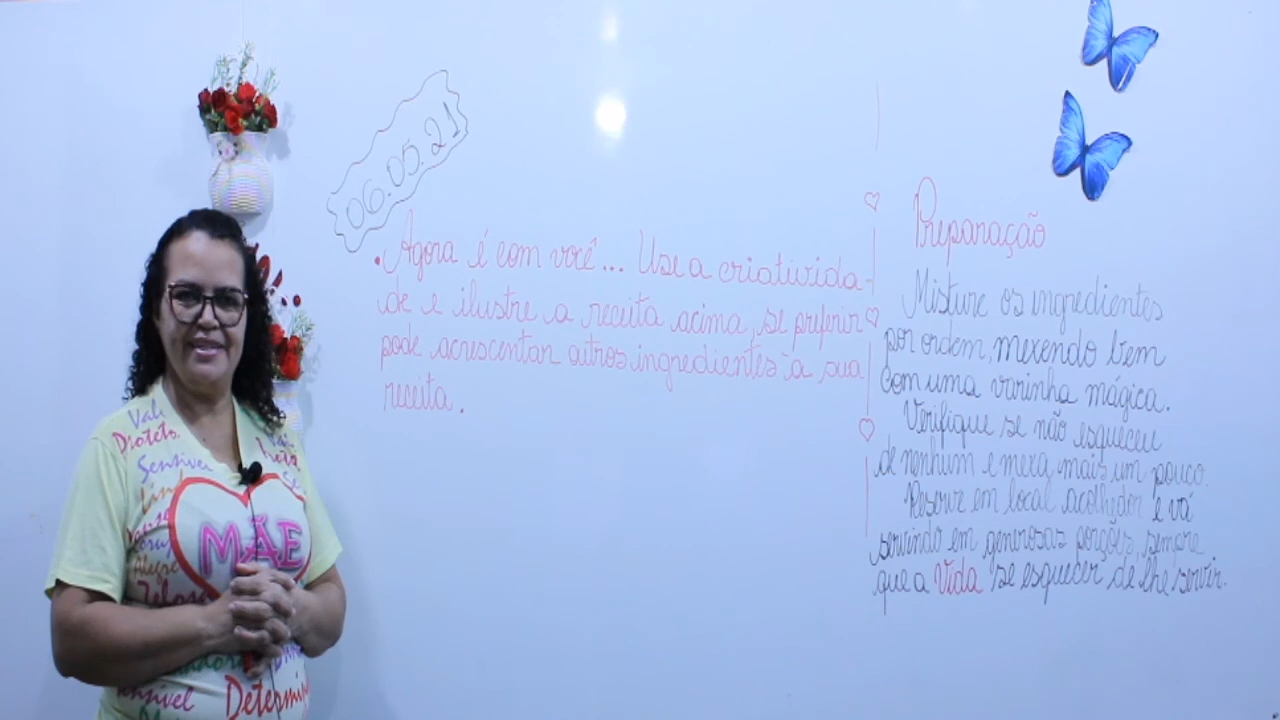 06.05.21
Agora é com você... Use a criativida-
de e ilustre a receita acima, se preferir
pode acrescentar outros ingredientes à sua
receita.
Preparação
Misture os ingredientes
por ordem, mexendo bem
com uma varinha mágica.
Verifique se não esqueceu
de nenhum e mexa mais um pouco.
Reserve em local acolhedor e vá
servindo em generosas porções, sempre
que a Vida se esquecer de lhe servir.
Sensível
MÃE
Alegre